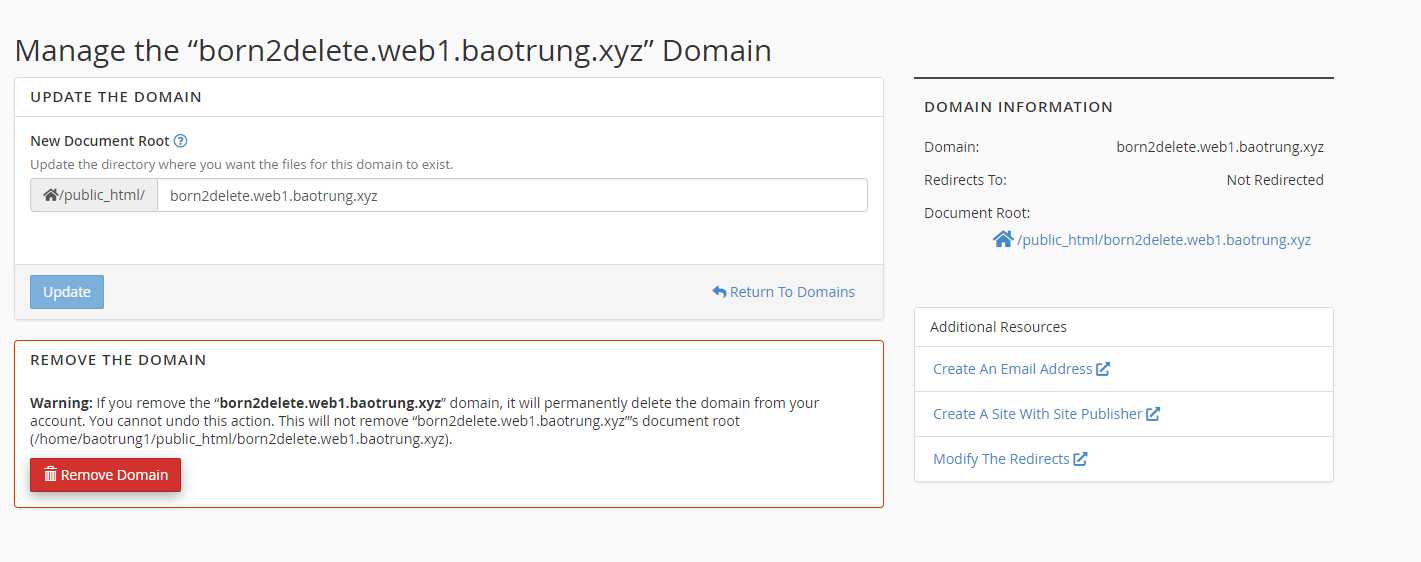 Manage the “born2delete.web1.baotrung.xyz” Domain
UPDATE THE DOMAIN
New Document Root
Update the directory where you want the files for this domain to exist.
/public_html/ born2delete.web1.baotrung.xyz
Update
Return To Domains
REMOVE THE DOMAIN
Warning: If you remove the “born2delete.web1.baotrung.xyz” domain, it will permanently delete the domain from your
account. You cannot undo this action. This will not remove “born2delete.web1.baotrung.xyz”'s document root
(/home/baotrung1/public_html/born2delete.web1.baotrung.xyz).
Remove Domain
DOMAIN INFORMATION
Domain: born2delete.web1.baotrung.xyz
Redirects To: Not Redirected
Document Root:
/public_html/born2delete.web1.baotrung.xyz
Additional Resources
Create An Email Address
Create A Site With Site Publisher
Modify The Redirects